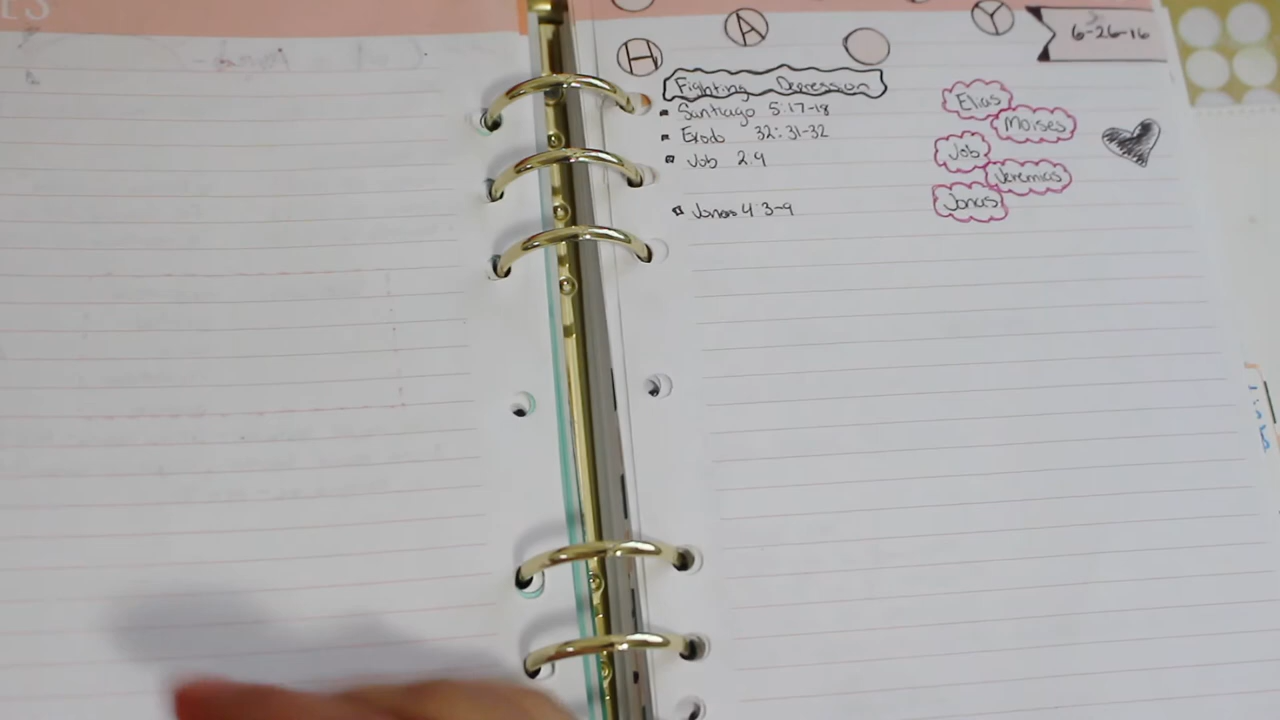 ES
H A Y
6-26-16
Fighting Depression
Santiago 5:17-18
Exodo 32:31-32
Job 2.9
Jonas 4:3-9
Elias
Moises
Job
Jeremias
Jonas